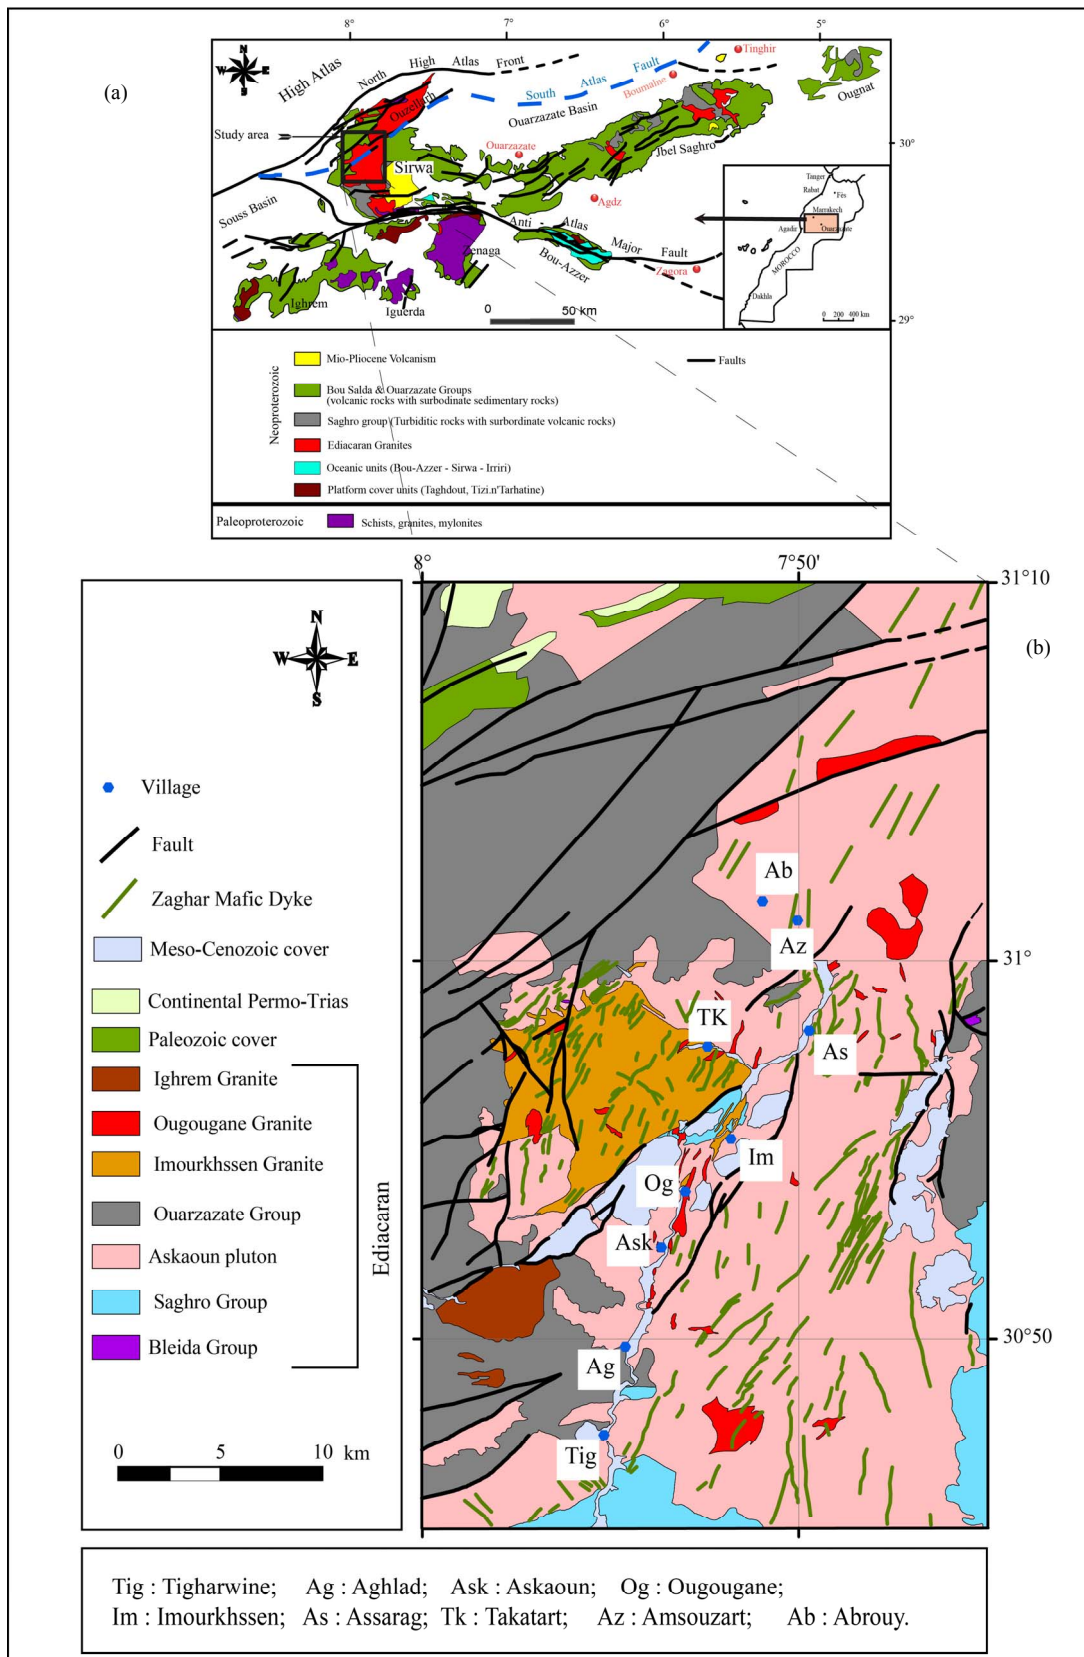 (a)
8°
7°
6°
5°
N
W E
S
High Atlas
North High Atlas Front
South Atlas Fault
Tinghir
Boumalne
Ougnat
Ouzellarh
Ouarzazate Basin
Study area
Ouarzazate
Jbel Saghro
30°
Sirwa
Souss Basin
Agdz
Anti Atlas Major Fault
Zenaga
Bou-Azzer
Zagora
Ighrem
Iguerda
0 50 km
29°
Tanger
Rabat
Fès
Marrakech
Agadir
Ouarzazate
MOROCCO
Dakhla
0 200 400 km
Neoproterozoic
Mio-Pliocene Volcanism
Faults
Bou Salda & Ouarzazate Groups
(volcanic rocks with surbodinate sedimentary rocks)
Saghro group (Turbiditic rocks with surbordinate volcanic rocks)
Ediacaran Granites
Oceanic units (Bou-Azzer - Sirwa - Irriri)
Platform cover units (Taghdout, Tizi.n'Tarhatine)
Paleoproterozoic
Schists, granites, mylonites
8°
7°50'
31°10
(b)
N
W E
S
Village
Fault
Zaghar Mafic Dyke
Meso-Cenozoic cover
Continental Permo-Trias
Paleozoic cover
Ighrem Granite
Ougougane Granite
Imourkhssen Granite
Ouarzazate Group
Askaoun pluton
Saghro Group
Bleida Group
Ediacaran
0 5 10 km
Ab
Az
31°
TK
As
Im
Og
Ask
30°50
Ag
Tig
Tig : Tigharwine; Ag : Aghlad; Ask : Askaoun; Og : Ougougane;
Im : Imourkhssen; As : Assarag; Tk : Takatart; Az : Amsouzart; Ab : Abrouy.